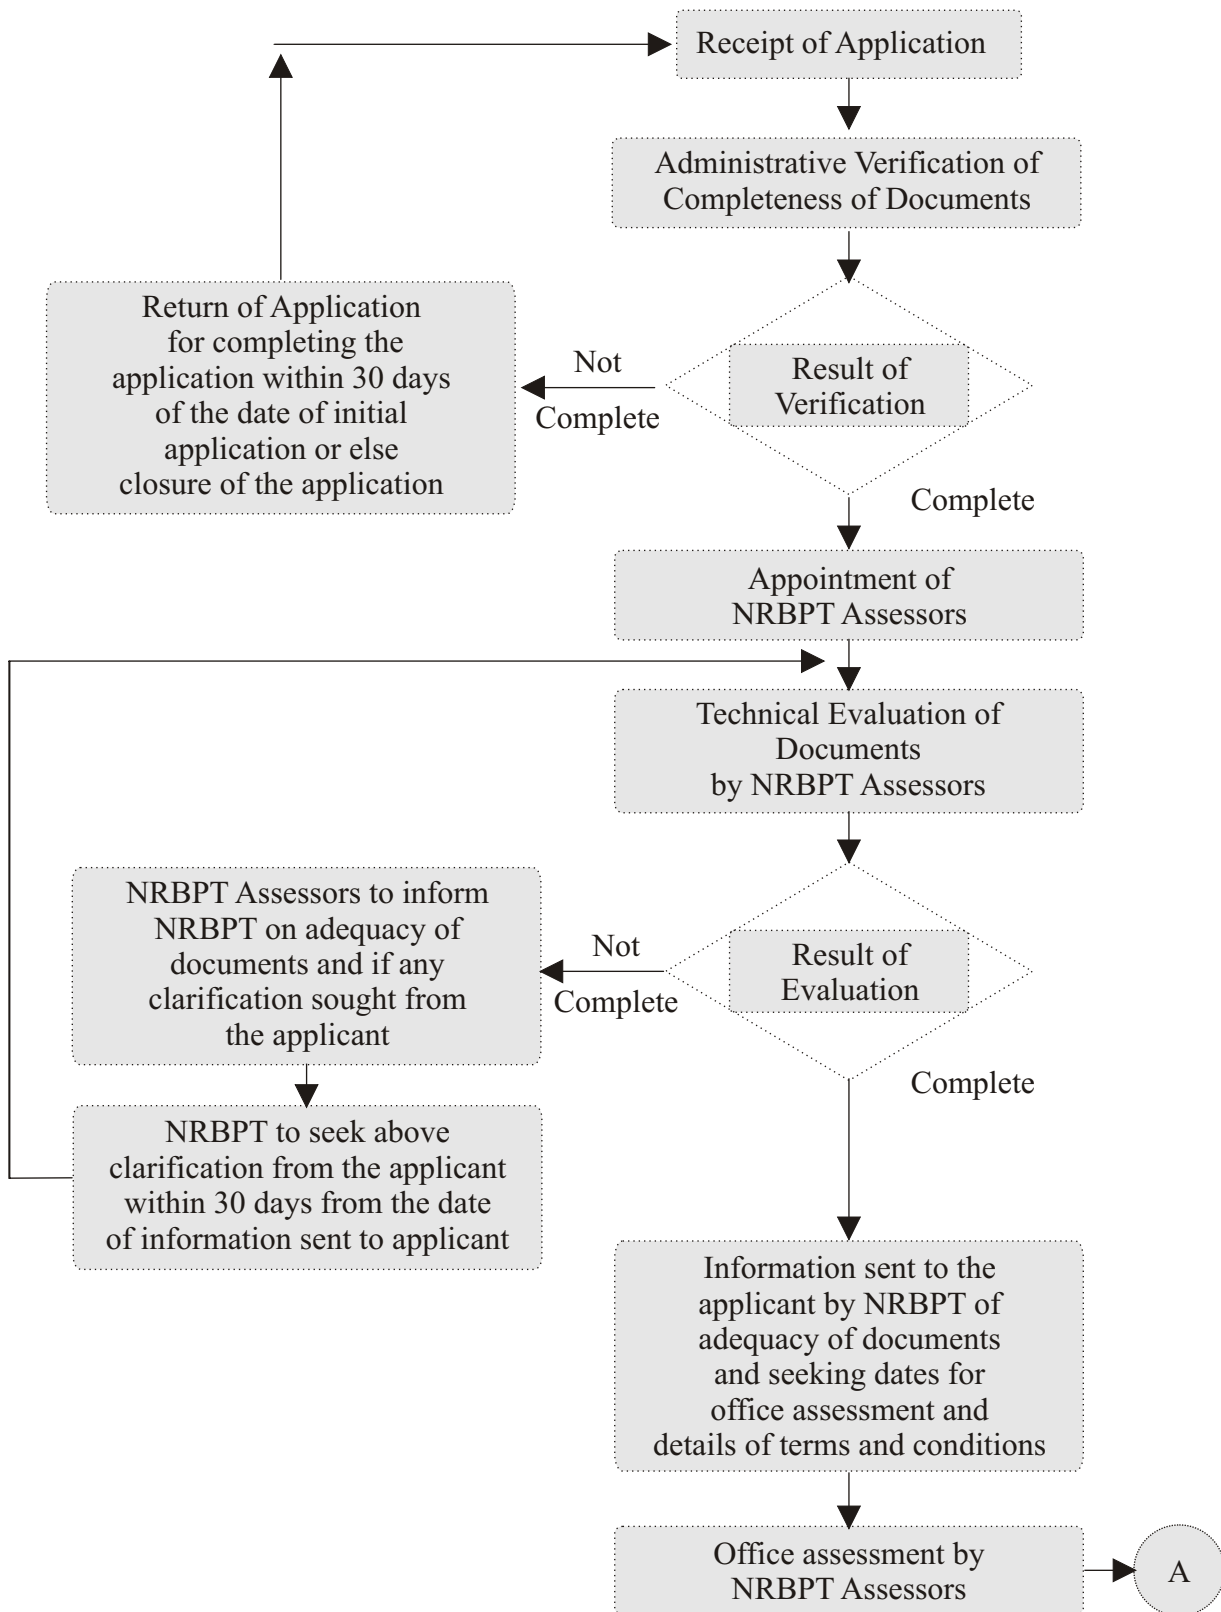 Receipt of Application
Administrative Verification of
Completeness of Documents
Return of Application
for completing the
application within 30 days
of the date of initial
application or else
closure of the application
Not
Complete
Result of
Verification
Complete
Appointment of
NRBPT Assessors
Technical Evaluation of
Documents
by NRBPT Assessors
NRBPT Assessors to inform
NRBPT on adequacy of
documents and if any
clarification sought from
the applicant
Not
Complete
Result of
Evaluation
Complete
NRBPT to seek above
clarification from the applicant
within 30 days from the date
of information sent to applicant
Information sent to the
applicant by NRBPT of
adequacy of documents
and seeking dates for
office assessment and
details of terms and conditions
Office assessment by
NRBPT Assessors
A